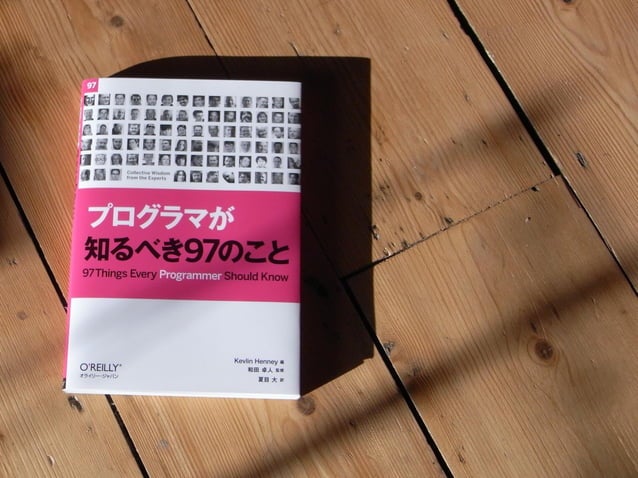 97
Collective Wisdom
from the Experts
プログラマが
知るべき97のこと
97 Things Every Programmer Should Know
Kevlin Henney 編
和田 卓人 監修
夏目 大 訳
O'REILLY®
オライリー・ジャパン